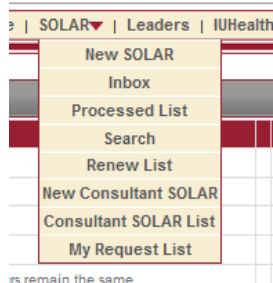 | SOLAR▼ | Leaders | IUHealth
New SOLAR
Inbox
Processed List
Search
Renew List
New Consultant SOLAR
Consultant SOLAR List
My Request List
remain the same